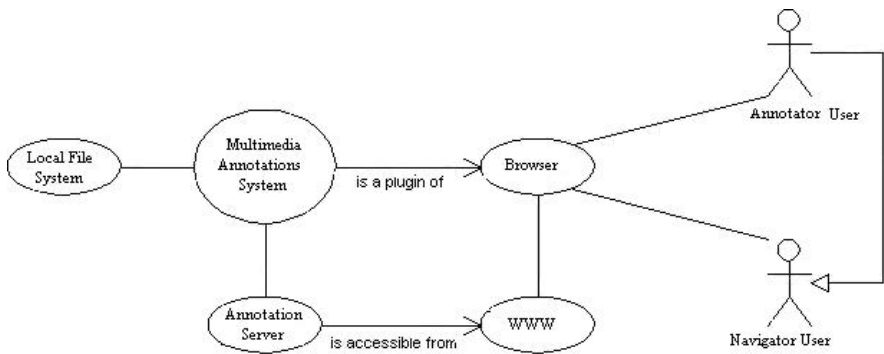 Annotator User
Local File
System
Multimedia
Annotations
System
is a plugin of
Browser
Annotation
Server
is accessible from
WWW
Navigator User